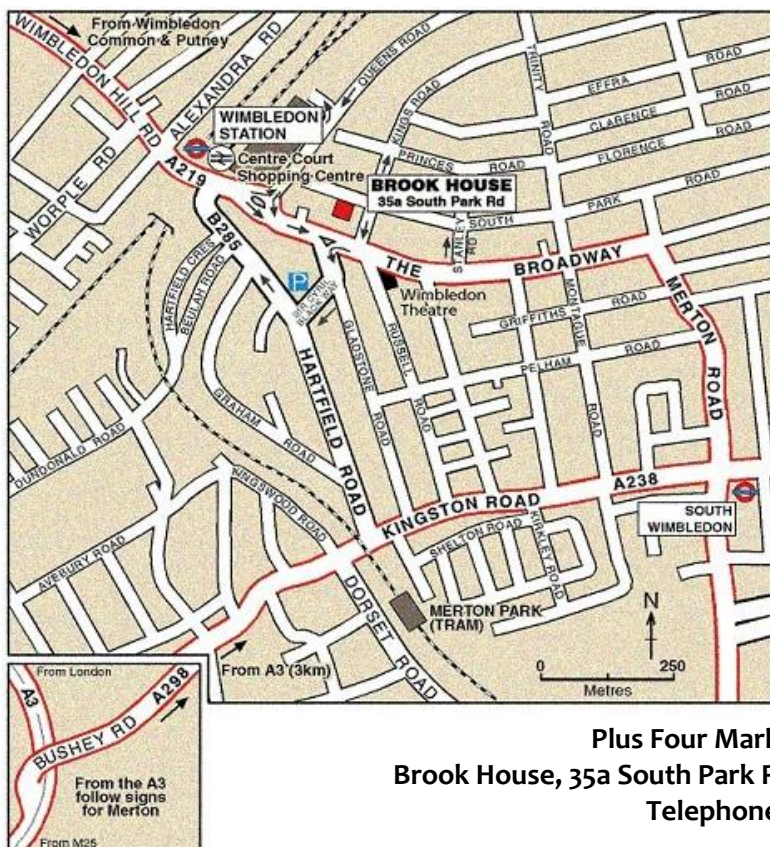 From Wimbledon
Common & Putney
WIMBLEDON HILL RD
ALEXANDRA RD
QUEENS ROAD
WORPLE RD
A219
WIMBLEDON
STATION
Centre Court
Shopping Centre
KINGS ROAD
TRINITY
ROAD
EFFRA
ROAD
CLARENCE
ROAD
FLORENCE
ROAD
PRINCES
ROAD
BROOK HOUSE
35a South Park Rd
SOUTH
PARK
ROAD
STANLEY
RD
B285
HARTFIELD CRES
BEULAH ROAD
P
THE
BROADWAY
Wimbledon
Theatre
MERTON
ROAD
GRIFFITHS
ROAD
MONTAGUE
ROAD
PELHAM
ROAD
GLADSTONE
ROAD
RUSSELL
ROAD
HARTFIELD ROAD
GRAHAM
ROAD
DUNDONALD ROAD
KINGSWOOD ROAD
AVEBURY ROAD
KINGSTON ROAD
A238
SOUTH
WIMBLEDON
SHELTON ROAD
KIRKLEY ROAD
DORSET
ROAD
MERTON PARK
(TRAM)
N
0
250
Metres
From A3 (3km)
From London
A3
BUSHEY RD
A298
From the A3
follow signs
for Merton
From M25
Plus Four Mark
Brook House, 35a South Park R
Telephone